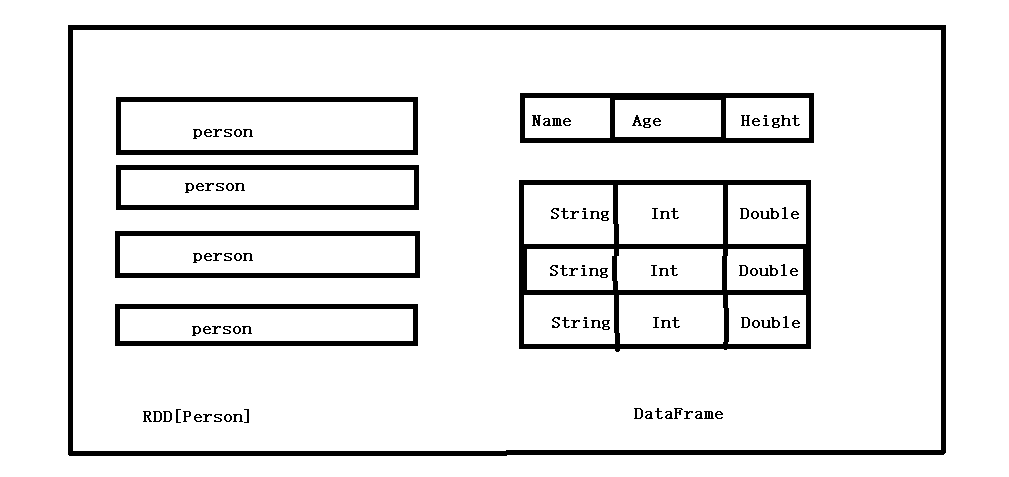 person
person
person
person
RDD[Person]
Name Age Height
String Int Double
String Int Double
String Int Double
DataFrame